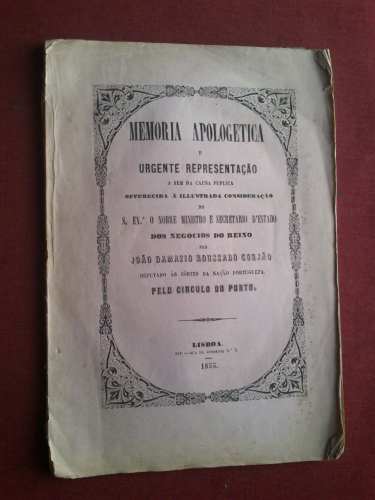 MEMORIA APOLOGETICA
E
URGENTE REPRESENTAÇÃO
A BEM DA CAUSA PUBLICA
OFFERECIDA Á ILLUSTRADA CONSIDERAÇÃO
DE
S. EX.ª O NOBRE MINISTRO E SECRETARIO D'ESTADO
DOS NEGOCIOS DO REINO
POR
JOÃO DAMAZIO ROUSSADO GORJÃO
DEPUTADO ÁS CÔRTES DA NAÇÃO PORTUGUEZA,
PELO CIRCULO DO PORTO.
LISBOA.
1853.